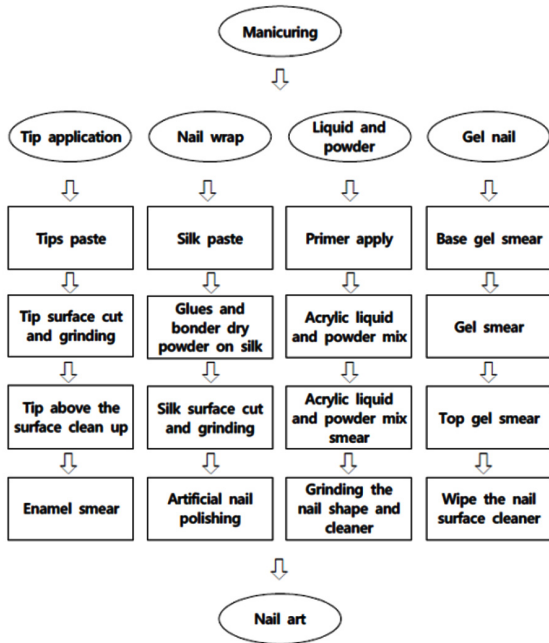 Manicuring
Tip application
Nail wrap
Liquid and
powder
Gel nail
Tips paste
Silk paste
Primer apply
Base gel smear
Tip surface cut
and grinding
Glues and
bonder dry
powder on silk
Acrylic liquid
and powder mix
Gel smear
Tip above the
surface clean up
Silk surface cut
and grinding
Acrylic liquid
and powder mix
smear
Top gel smear
Enamel smear
Artificial nail
polishing
Grinding the
nail shape and
cleaner
Wipe the nail
surface cleaner
Nail art